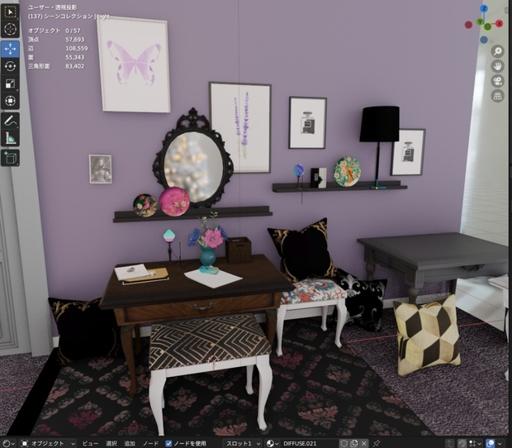 ユーザー・透視投影
(137) シーンコレクション |
オブジェクト 0/57
頂点 57,693
辺 108,559
面 55,343
三角形面 83,402
オブジェクト… ビュー 選択 追加 ノード ノードを使用 スロット1 DIFFUSE.021